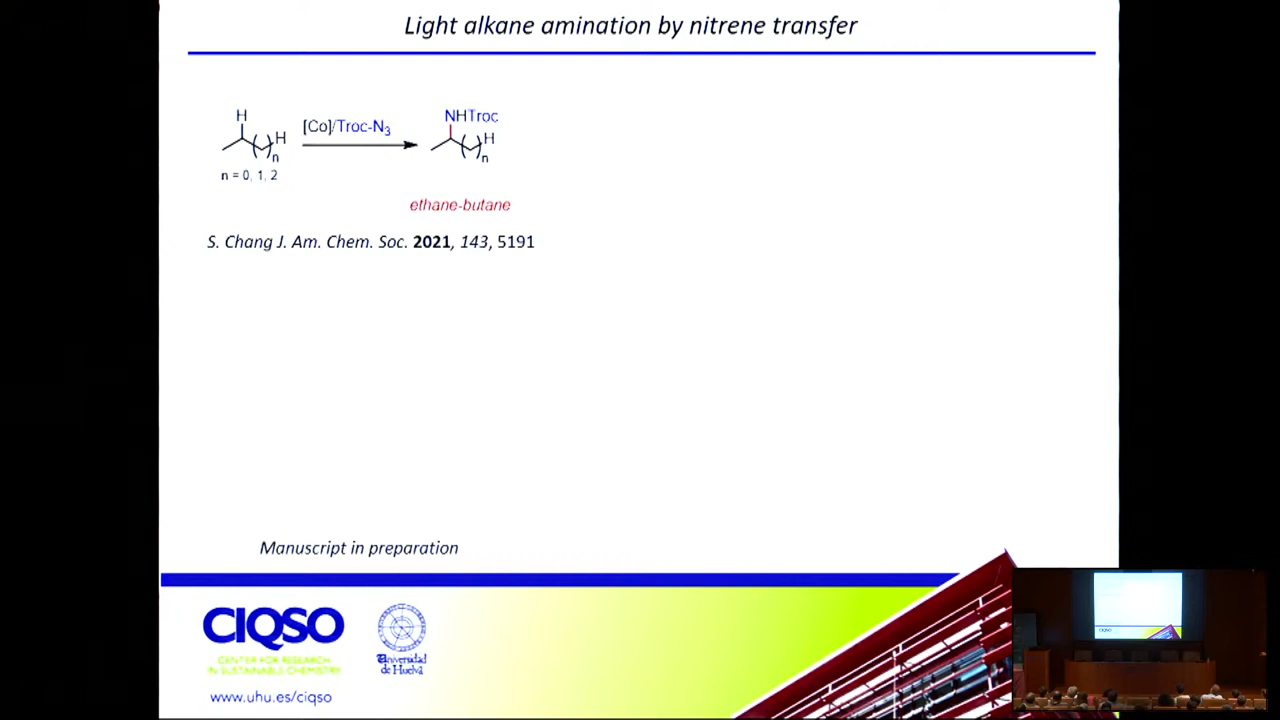 Light alkane amination by nitrene transfer
H
[Co]/Troc-N3
NHTroc
( )n H
( )n H
n = 0, 1, 2
ethane-butane
S. Chang J. Am. Chem. Soc. 2021, 143, 5191
Manuscript in preparation
CIQSO
CENTER FOR RESEARCH
IN SUSTAINABLE CHEMISTRY
Universidad
de Huelva
www.uhu.es/ciqso
CIQSO